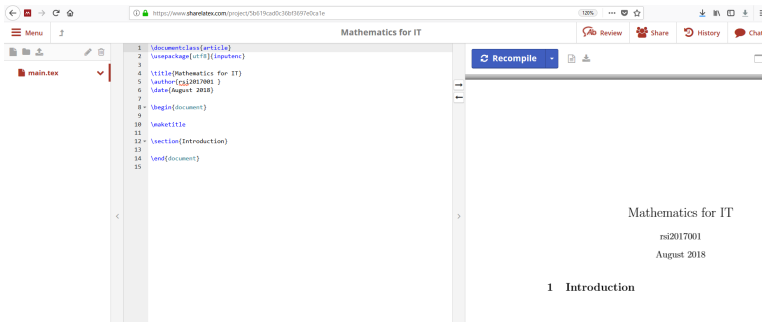 https://www.sharelatex.com/project/5b619cad0c36bf3697e0ca1e
120%
Menu
Mathematics for IT
Review
Share
History
Chat
main.tex
Recompile
1 \documentclass{article}
2 \usepackage[utf8]{inputenc}
3
4 \title{Mathematics for IT}
5 \author{rsi2017001 }
6 \date{August 2018}
7
8 \begin{document}
9
10 \maketitle
11
12 \section{Introduction}
13
14 \end{document}
15
Mathematics for IT
rsi2017001
August 2018
1 Introduction